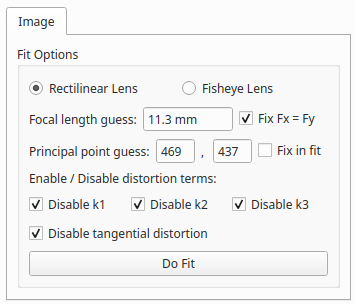 Image
Fit Options
Rectilinear Lens Fisheye Lens
Focal length guess: 11.3 mm Fix Fx = Fy
Principal point guess: 469 , 437 Fix in fit
Enable / Disable distortion terms:
Disable k1 Disable k2 Disable k3
Disable tangential distortion
Do Fit